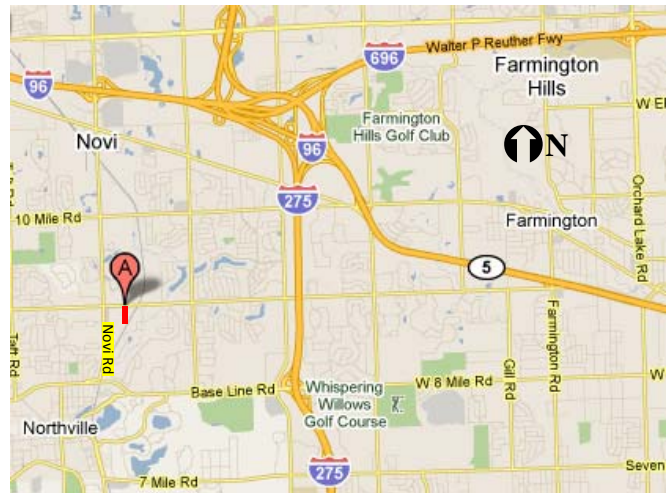 696
Walter P Reuther Fwy
Farmington
Hills
96
W El
Novi
Farmington
Hills Golf Club
96
N
275
10 Mile Rd
Farmington
Orchard Lake Rd
A
5
Novi Rd
Taft Rd
Farmington Rd
Gill Rd
Base Line Rd
Whispering
Willows
Golf Course
W 8 Mile Rd
W
Northville
275
7 Mile Rd
Seven